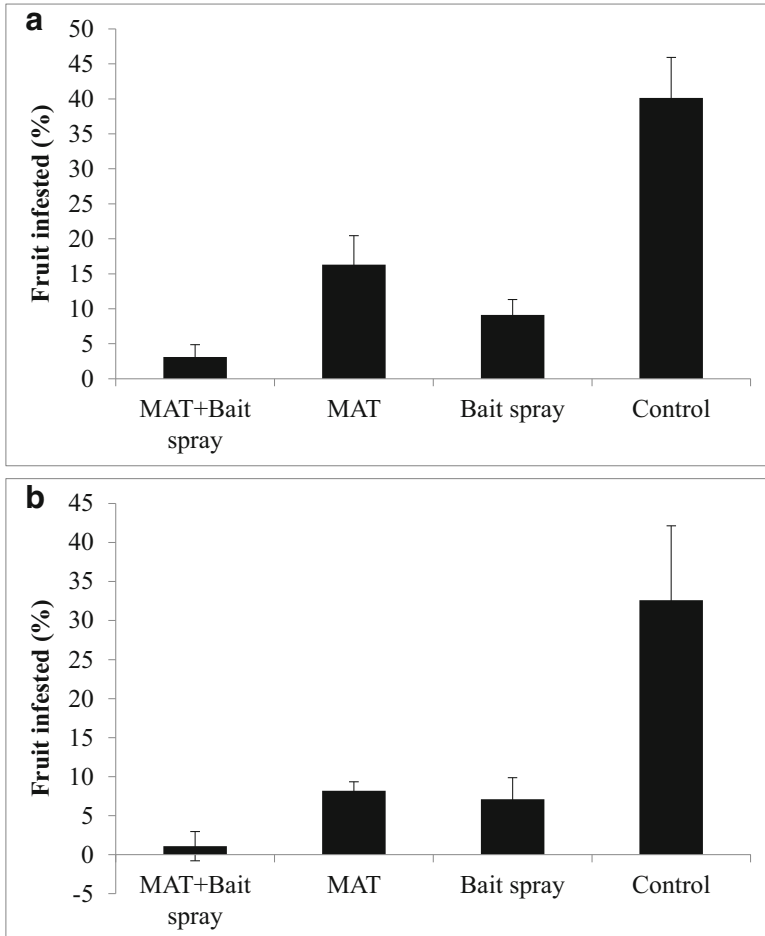 a
Fruit infested (%)
50
45
40
35
30
25
20
15
10
5
0
MAT+Bait spray
MAT
Bait spray
Control
b
Fruit infested (%)
45
40
35
30
25
20
15
10
5
0
-5
MAT+Bait spray
MAT
Bait spray
Control